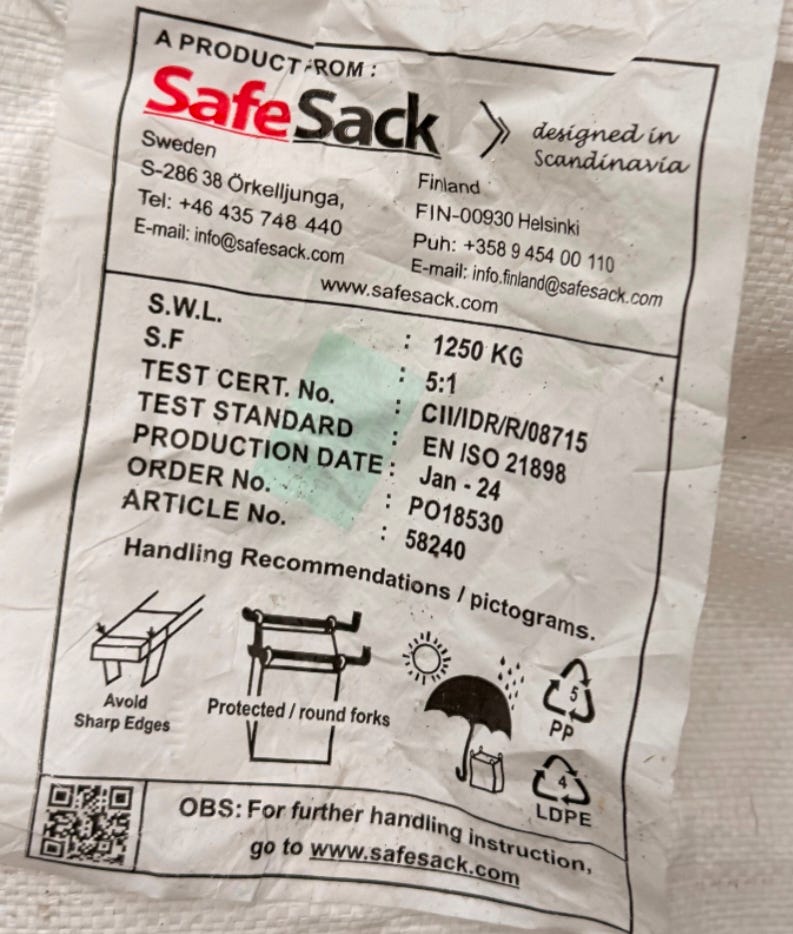 A PRODUCT FROM :
SafeSack
designed in
Scandinavia
Sweden
S-286 38 Örkelljunga,
Tel: +46 435 748 440
E-mail: info@safesack.com
Finland
FIN-00930 Helsinki
Puh: +358 9 454 00 110
E-mail: info.finland@safesack.com
www.safesack.com
S.W.L. : 1250 KG
S.F : 5:1
TEST CERT. No. : CII/IDR/R/08715
TEST STANDARD : EN ISO 21898
PRODUCTION DATE : Jan - 24
ORDER No. : PO18530
ARTICLE No. : 58240
Handling Recommendations / pictograms.
Avoid
Sharp Edges
Protected / round forks
5
PP
4
LDPE
OBS: For further handling instruction,
go to www.safesack.com